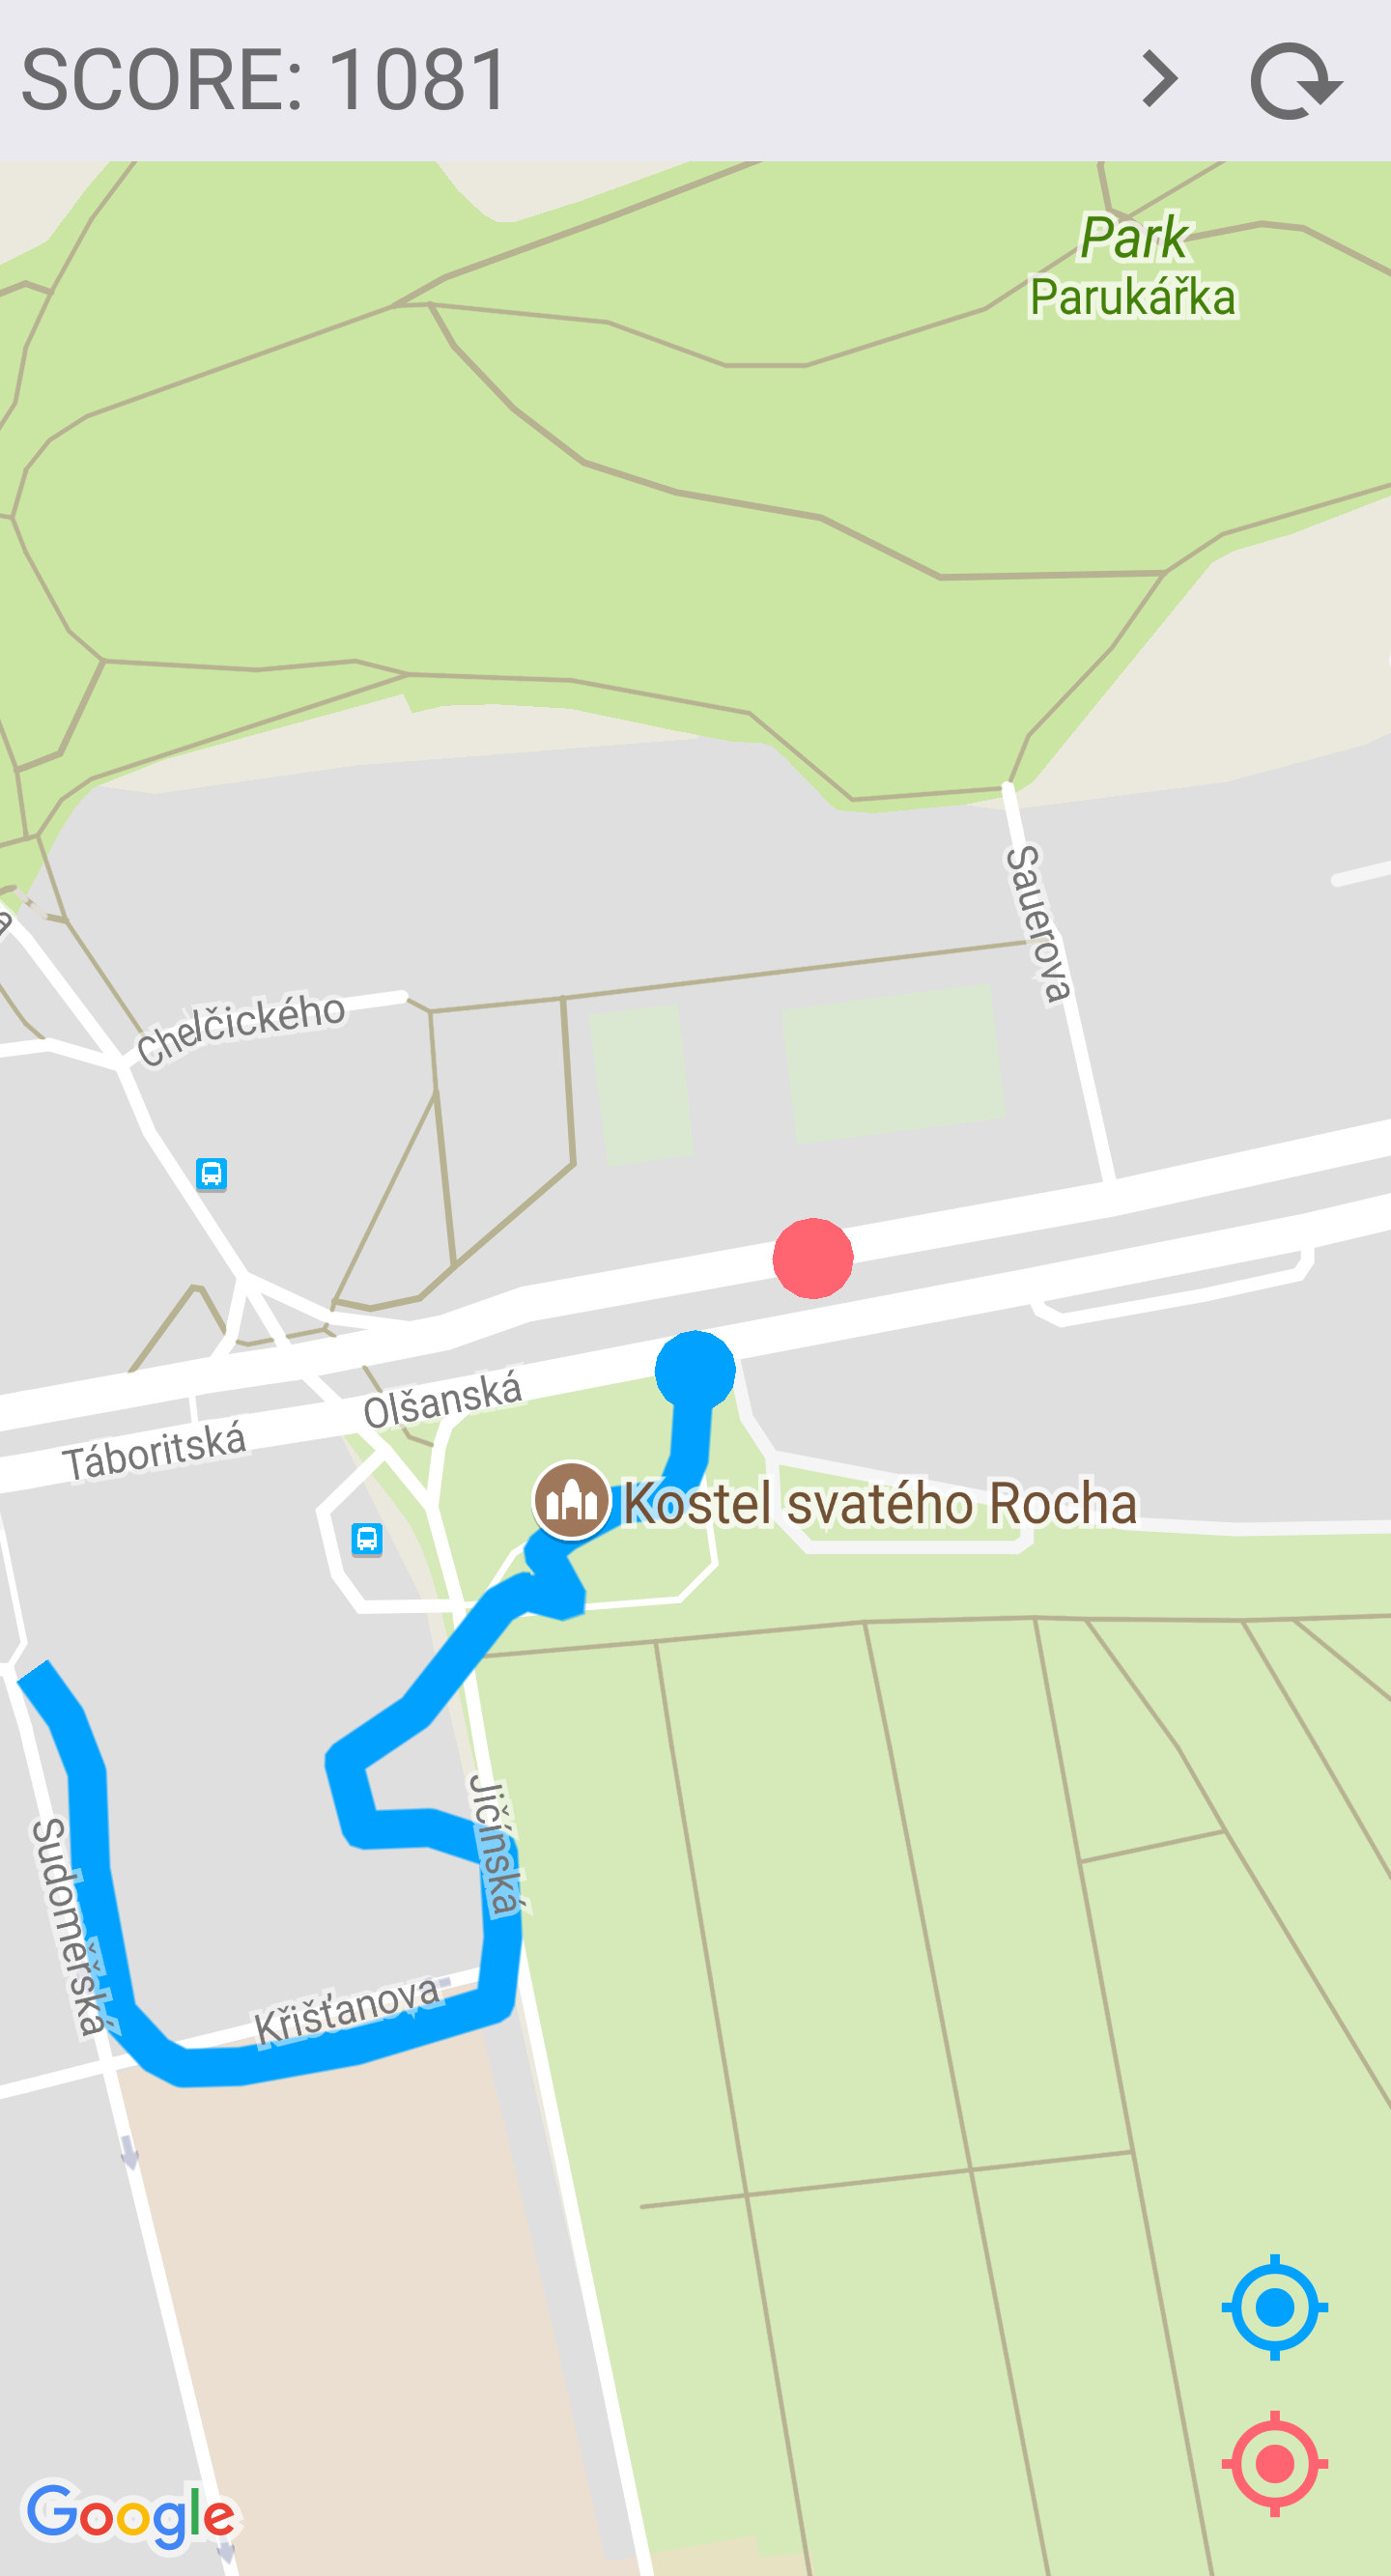 SCORE: 1081
Park
Parukářka
Sauerova
Chelčického
Olšanská
Táboritská
Kostel svatého Rocha
Jičínská
Sudoměřská
Křišťanova
Google